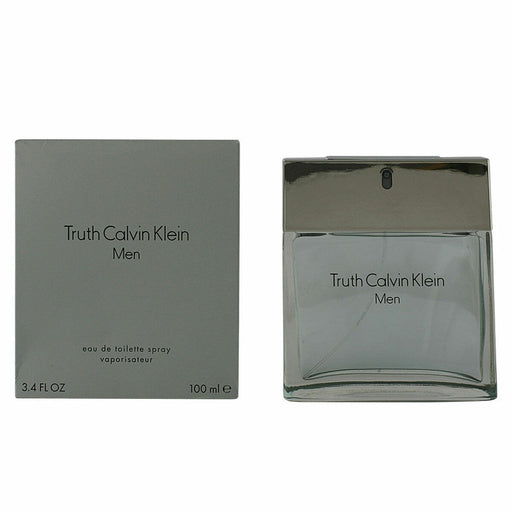 Truth Calvin Klein
Men
eau de toilette spray
vaporisateur
3.4 FL OZ 100 ml ℮
Truth Calvin Klein
Men